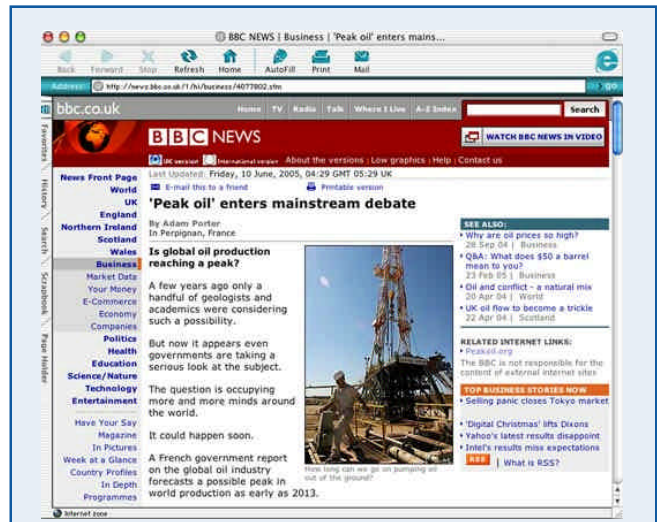 BBC NEWS | Business | 'Peak oil' enters mains...
Back Forward Stop Refresh Home AutoFill Print Mail
Address http://news.bbc.co.uk/1/hi/business/4077802.stm go
bbc.co.uk Home TV Radio Talk Where I Live A-Z Index Search
BBC NEWS WATCH BBC NEWS IN VIDEO
UK version International version About the versions | Low graphics | Help | Contact us
Favorites
History
Search
Scrapbook
Page Holder
News Front Page
World
UK
England
Northern Ireland
Scotland
Wales
Business
Market Data
Your Money
E-Commerce
Economy
Companies
Politics
Health
Education
Science/Nature
Technology
Entertainment
Have Your Say
Magazine
In Pictures
Week at a Glance
Country Profiles
In Depth
Programmes
Last Updated: Friday, 10 June, 2005, 04:29 GMT 05:29 UK
E-mail this to a friend Printable version
'Peak oil' enters mainstream debate
By Adam Porter
In Perpignan, France
Is global oil production
reaching a peak?
A few years ago only a
handful of geologists and
academics were considering
such a possibility.
But now it appears even
governments are taking a
serious look at the subject.
The question is occupying
more and more minds around
the world.
It could happen soon.
A French government report
on the global oil industry
forecasts a possible peak in
world production as early as 2013.
How long can we go on pumping oil
out of the ground?
SEE ALSO:
Why are oil prices so high?
28 Sep 04 | Business
Q&A: What does $50 a barrel
mean to you?
23 Feb 05 | Business
Oil and conflict - a natural mix
20 Apr 04 | World
UK oil flow to become a trickle
22 Apr 04 | Scotland
RELATED INTERNET LINKS:
Peakoil.org
The BBC is not responsible for the
content of external internet sites
TOP BUSINESS STORIES NOW
Selling panic closes Tokyo market
'Digital Christmas' lifts Dixons
Yahoo's latest results disappoint
Intel's results miss expectations
RSS | What is RSS?
Internet zone